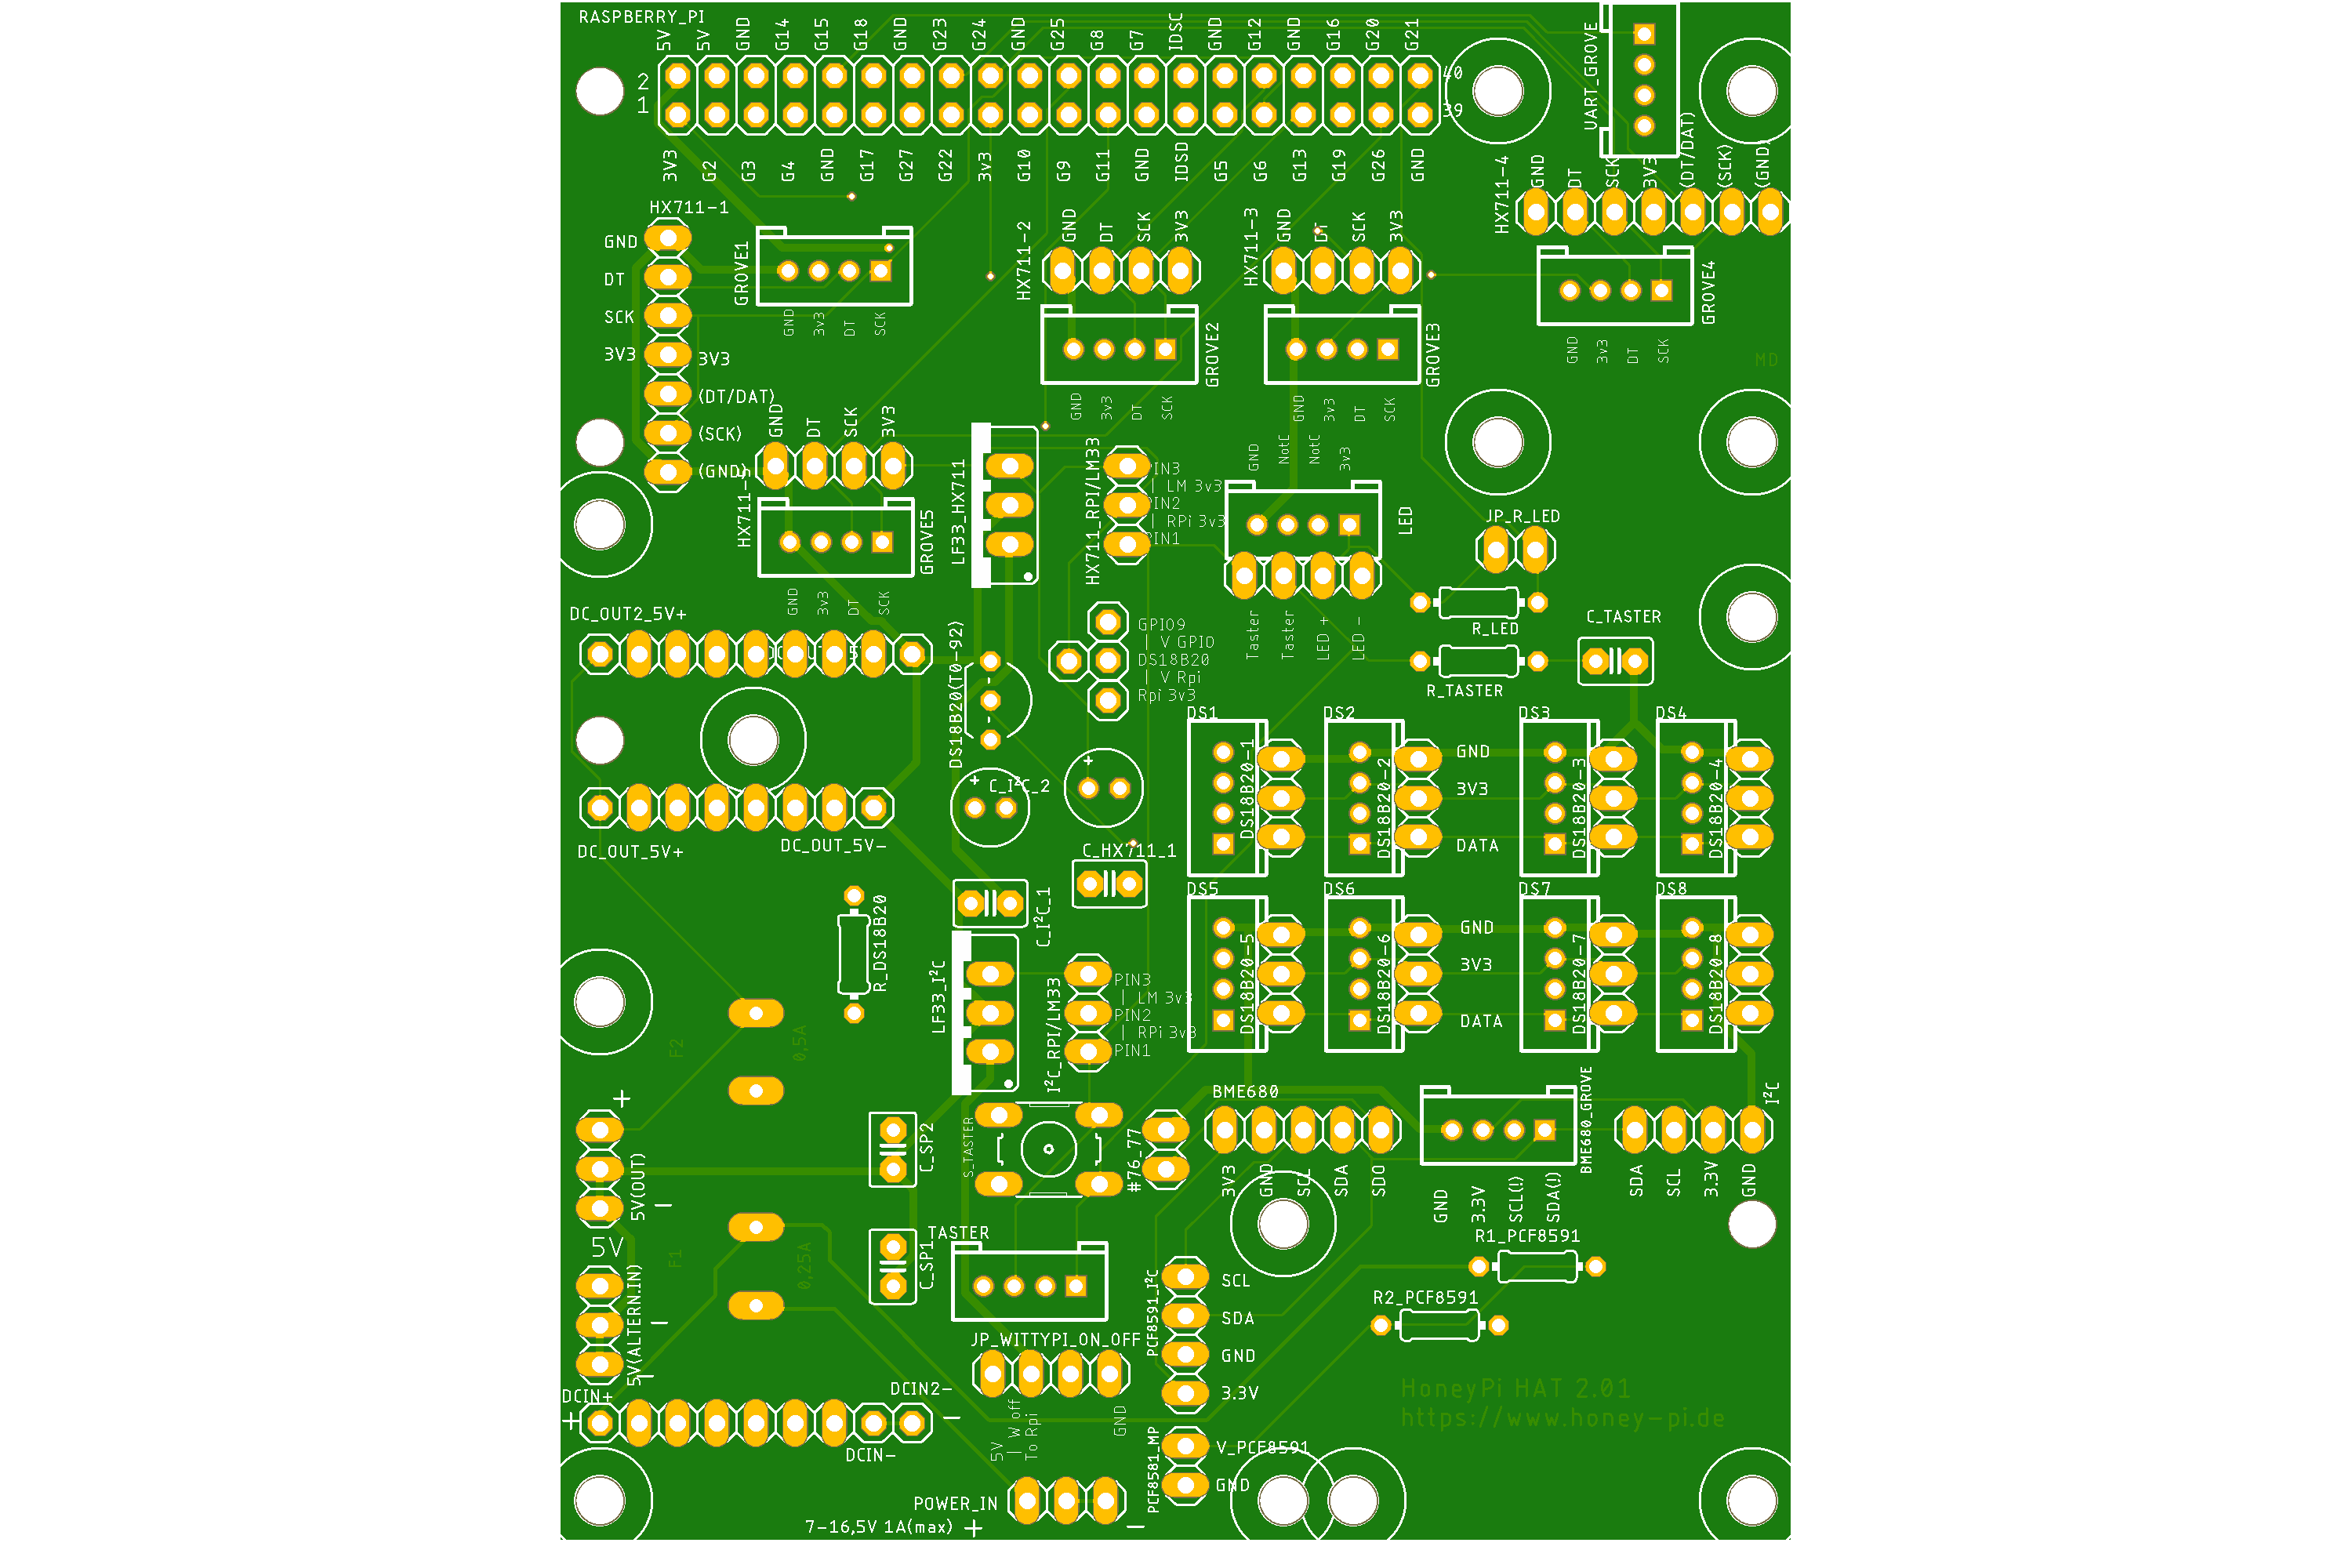 RASPBERRY_PI
5V 5V GND G14 G15 G18 GND G23 G24 GND G25 G8 G7 IDSC GND G12 GND G16 G20 G21
2 40
1 39
3V3 G2 G3 G4 GND G17 G27 G22 3v3 G10 G9 G11 GND IDSD G5 G6 G13 G19 G26 GND
UART_GROVE
HX711-4
GND DT SCK 3V3 (DT/DAT) (SCK) (GND)
HX711-1
GND
DT
SCK
3V3 3V3
(DT/DAT)
(SCK)
(GND)
GROVE1
GND 3v3 DT SCK
HX711-2
GND DT SCK 3V3
GROVE2
GND 3v3 DT SCK
HX711-3
GND DT SCK 3V3
GROVE3
GND 3v3 DT SCK
GROVE4
GND 3v3 DT SCK
MD
GND DT SCK 3V3
HX711-5
GROVE5
GND 3v3 DT SCK
LF33_HX711
HX711_RPI/LM33
PIN3
| LM 3v3
PIN2
| RPi 3v3
PIN1
GND NotC NotC 3v3
LED
Taster Taster LED + LED -
JP_R_LED
R_LED
R_TASTER
C_TASTER
DC_OUT2_5V+
DC_OUT_5V+
DC_OUT_5V-
DS18B20(TO-92)
GPIO9
| V GPIO
DS18B20
| V Rpi
Rpi 3v3
C_I²C_2
C_HX711_1
C_I²C_1
R_DS18B20
DS1 DS2 DS3 DS4
DS18B20-1 DS18B20-2 DS18B20-3 DS18B20-4
GND
3V3
DATA
DS5 DS6 DS7 DS8
DS18B20-5 DS18B20-6 DS18B20-7 DS18B20-8
GND
3V3
DATA
LF33_I²C
I²C_RPI/LM33
PIN3
| LM 3v3
PIN2
| RPi 3v3
PIN1
F2 0,5A
+
5V(OUT)
-
5V
F1 0,25A
5V(ALTERN.IN)
-
-
C_SP2
C_SP1
S_TASTER
#76_77
BME680
3V3 GND SCL SDA SDO
BME680_GROVE
GND 3.3V SCL(!) SDA(!)
I²C
SDA SCL 3.3V GND
TASTER
R1_PCF8591
R2_PCF8591
PCF8591_I²C
SCL
SDA
GND
3.3V
JP_WITTYPI_ON_OFF
5V
| W off
To Rpi
GND
DCIN+
+
DCIN2-
-
DCIN-
PCF8581_MP
V_PCF8591
GND
HoneyPi HAT 2.01
https://www.honey-pi.de
POWER_IN
7-16,5V 1A(max) + -